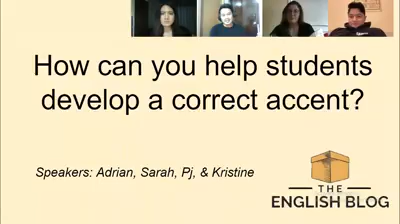 How can you help students
develop a correct accent?
Speakers: Adrian, Sarah, Pj, & Kristine
THE
ENGLISH BLOG